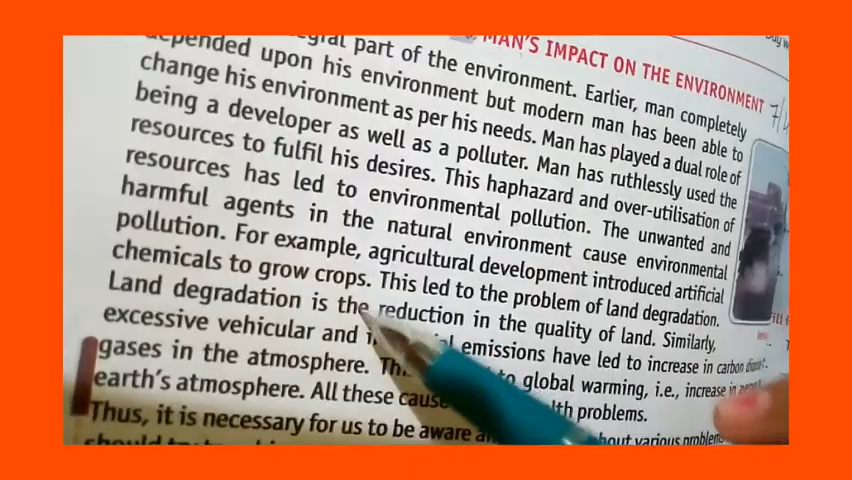 MAN'S IMPACT ON THE ENVIRONMENT
part of the environment. Earlier, man completely
depended upon his environment but modern man has been able to
change his environment as per his needs. Man has played a dual role of
being a developer as well as a polluter. Man has ruthlessly used the
resources to fulfil his desires. This haphazard and over-utilisation of
resources has led to environmental pollution. The unwanted and
harmful agents in the natural environment cause environmental
pollution. For example, agricultural development introduced artificial
chemicals to grow crops. This led to the problem of land degradation.
Land degradation is the reduction in the quality of land. Similarly,
excessive vehicular and emissions have led to increase in carbon
gases in the atmosphere. to global warming, i.e., increase in
earth's atmosphere. All these problems.
Thus, it is necessary for us to be aware various
should